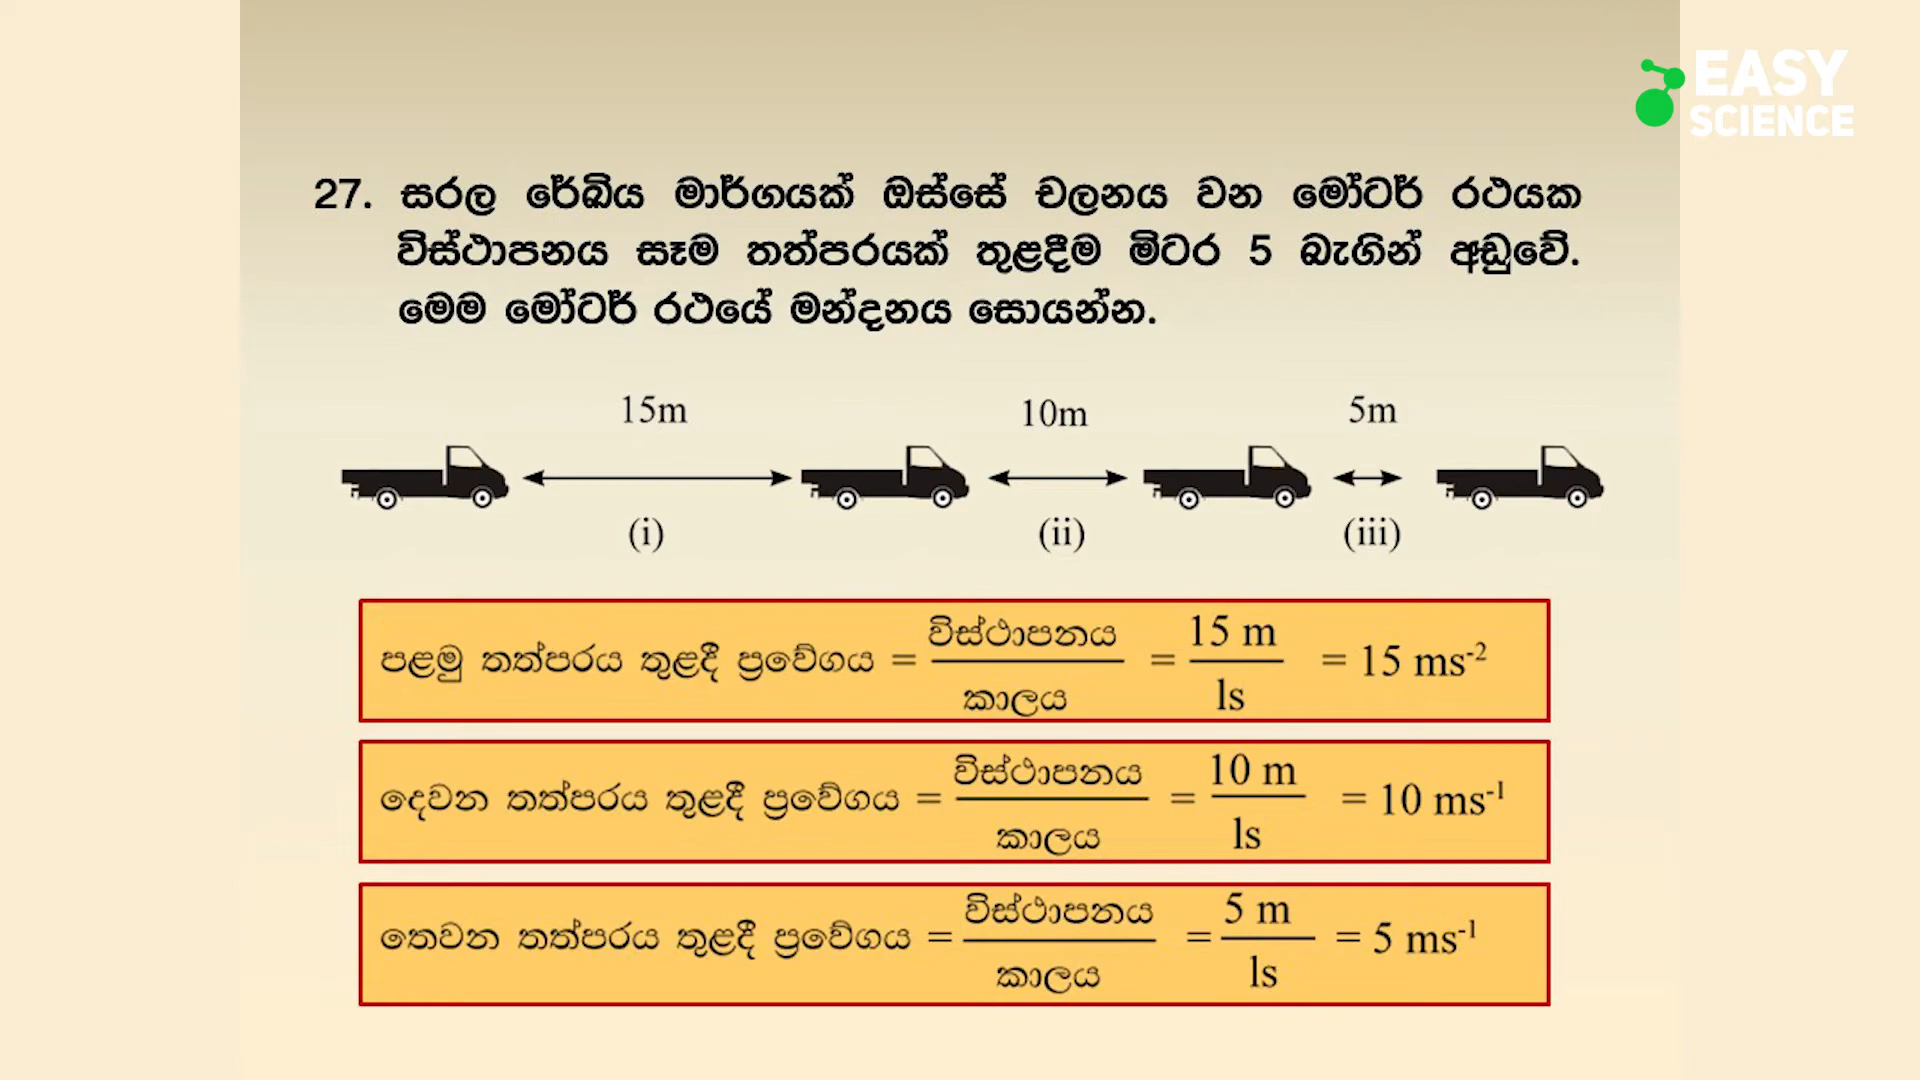 EASY
SCIENCE
27. සරල රේඛීය මාර්ගයක් ඔස්සේ චලනය වන මෝටර් රථයක
විස්ථාපනය සෑම තත්පරයක් තුළදීම මිටර 5 බැගින් අඩුවේ.
මෙම මෝටර් රථයේ මන්දනය සොයන්න.
15m 10m 5m
(i) (ii) (iii)
පළමු තත්පරය තුළදී ප්‍රවේගය = විස්ථාපනය / කාලය = 15 m / ls = 15 ms⁻²
දෙවන තත්පරය තුළදී ප්‍රවේගය = විස්ථාපනය / කාලය = 10 m / ls = 10 ms⁻¹
තෙවන තත්පරය තුළදී ප්‍රවේගය = විස්ථාපනය / කාලය = 5 m / ls = 5 ms⁻¹